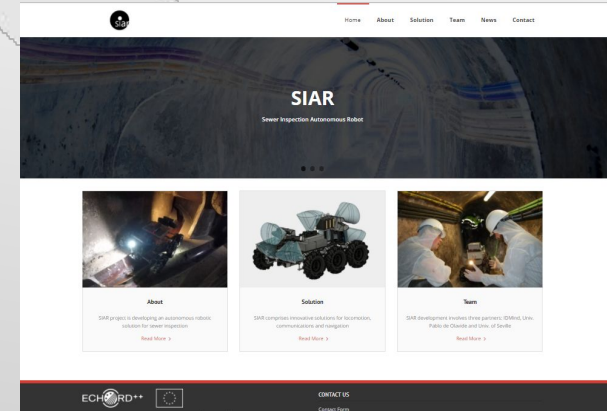 siar
Home About Solution Team News Contact
SIAR
Sewer Inspection Autonomous Robot
About
SIAR project is developing an autonomous robotic
solution for sewer inspection
Read More >
Solution
SIAR comprises innovative solutions for locomotion,
communications and navigation
Read More >
Team
SIAR development involves three partners: IDMind, Univ.
Pablo de Olavide and Univ. of Seville
Read More >
ECHORD++
CONTACT US
Contact Form